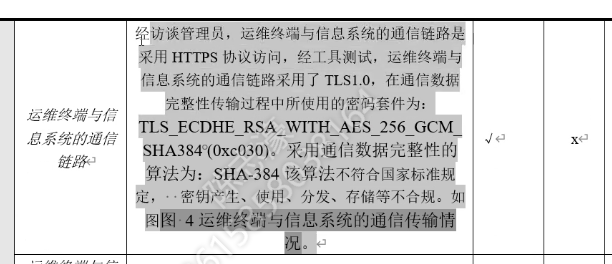 经访谈管理员，运维终端与信息系统的通信链路是
采用 HTTPS 协议访问，经工具测试，运维终端与
信息系统的通信链路采用了 TLS1.0，在通信数据
完整性传输过程中所使用的密码套件为：
TLS_ECDHE_RSA_WITH_AES_256_GCM_
SHA384 (0xc030)。采用通信数据完整性的
算法为：SHA-384 该算法不符合国家标准规
定，··密钥产生、使用、分发、存储等不合规。如
图图·4 运维终端与信息系统的通信传输情
况。
运维终端与信
息系统的通信
链路
√
x